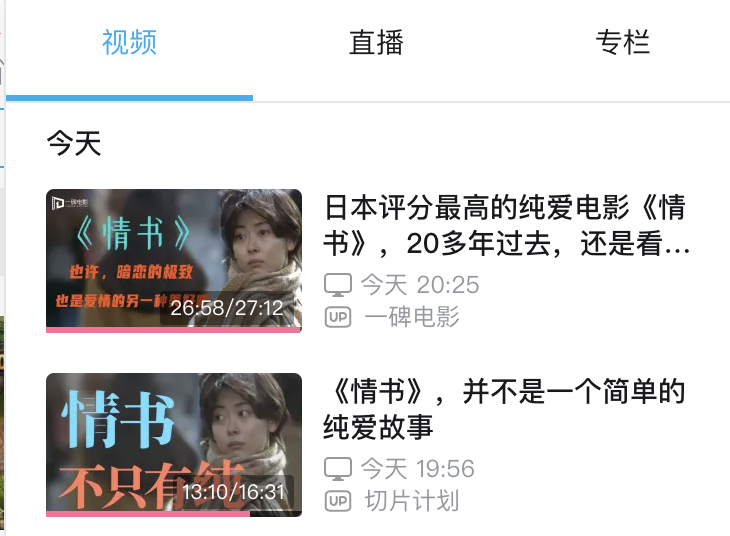 视频
直播
专栏
今天
一碑电影
《情书》
也许，暗恋的极致
也是爱情的另一种
26:58/27:12
日本评分最高的纯爱电影《情
书》，20多年过去，还是看...
今天 20:25
UP 一碑电影
情书
不只有纯
13:10/16:31
《情书》，并不是一个简单的
纯爱故事
今天 19:56
UP 切片计划